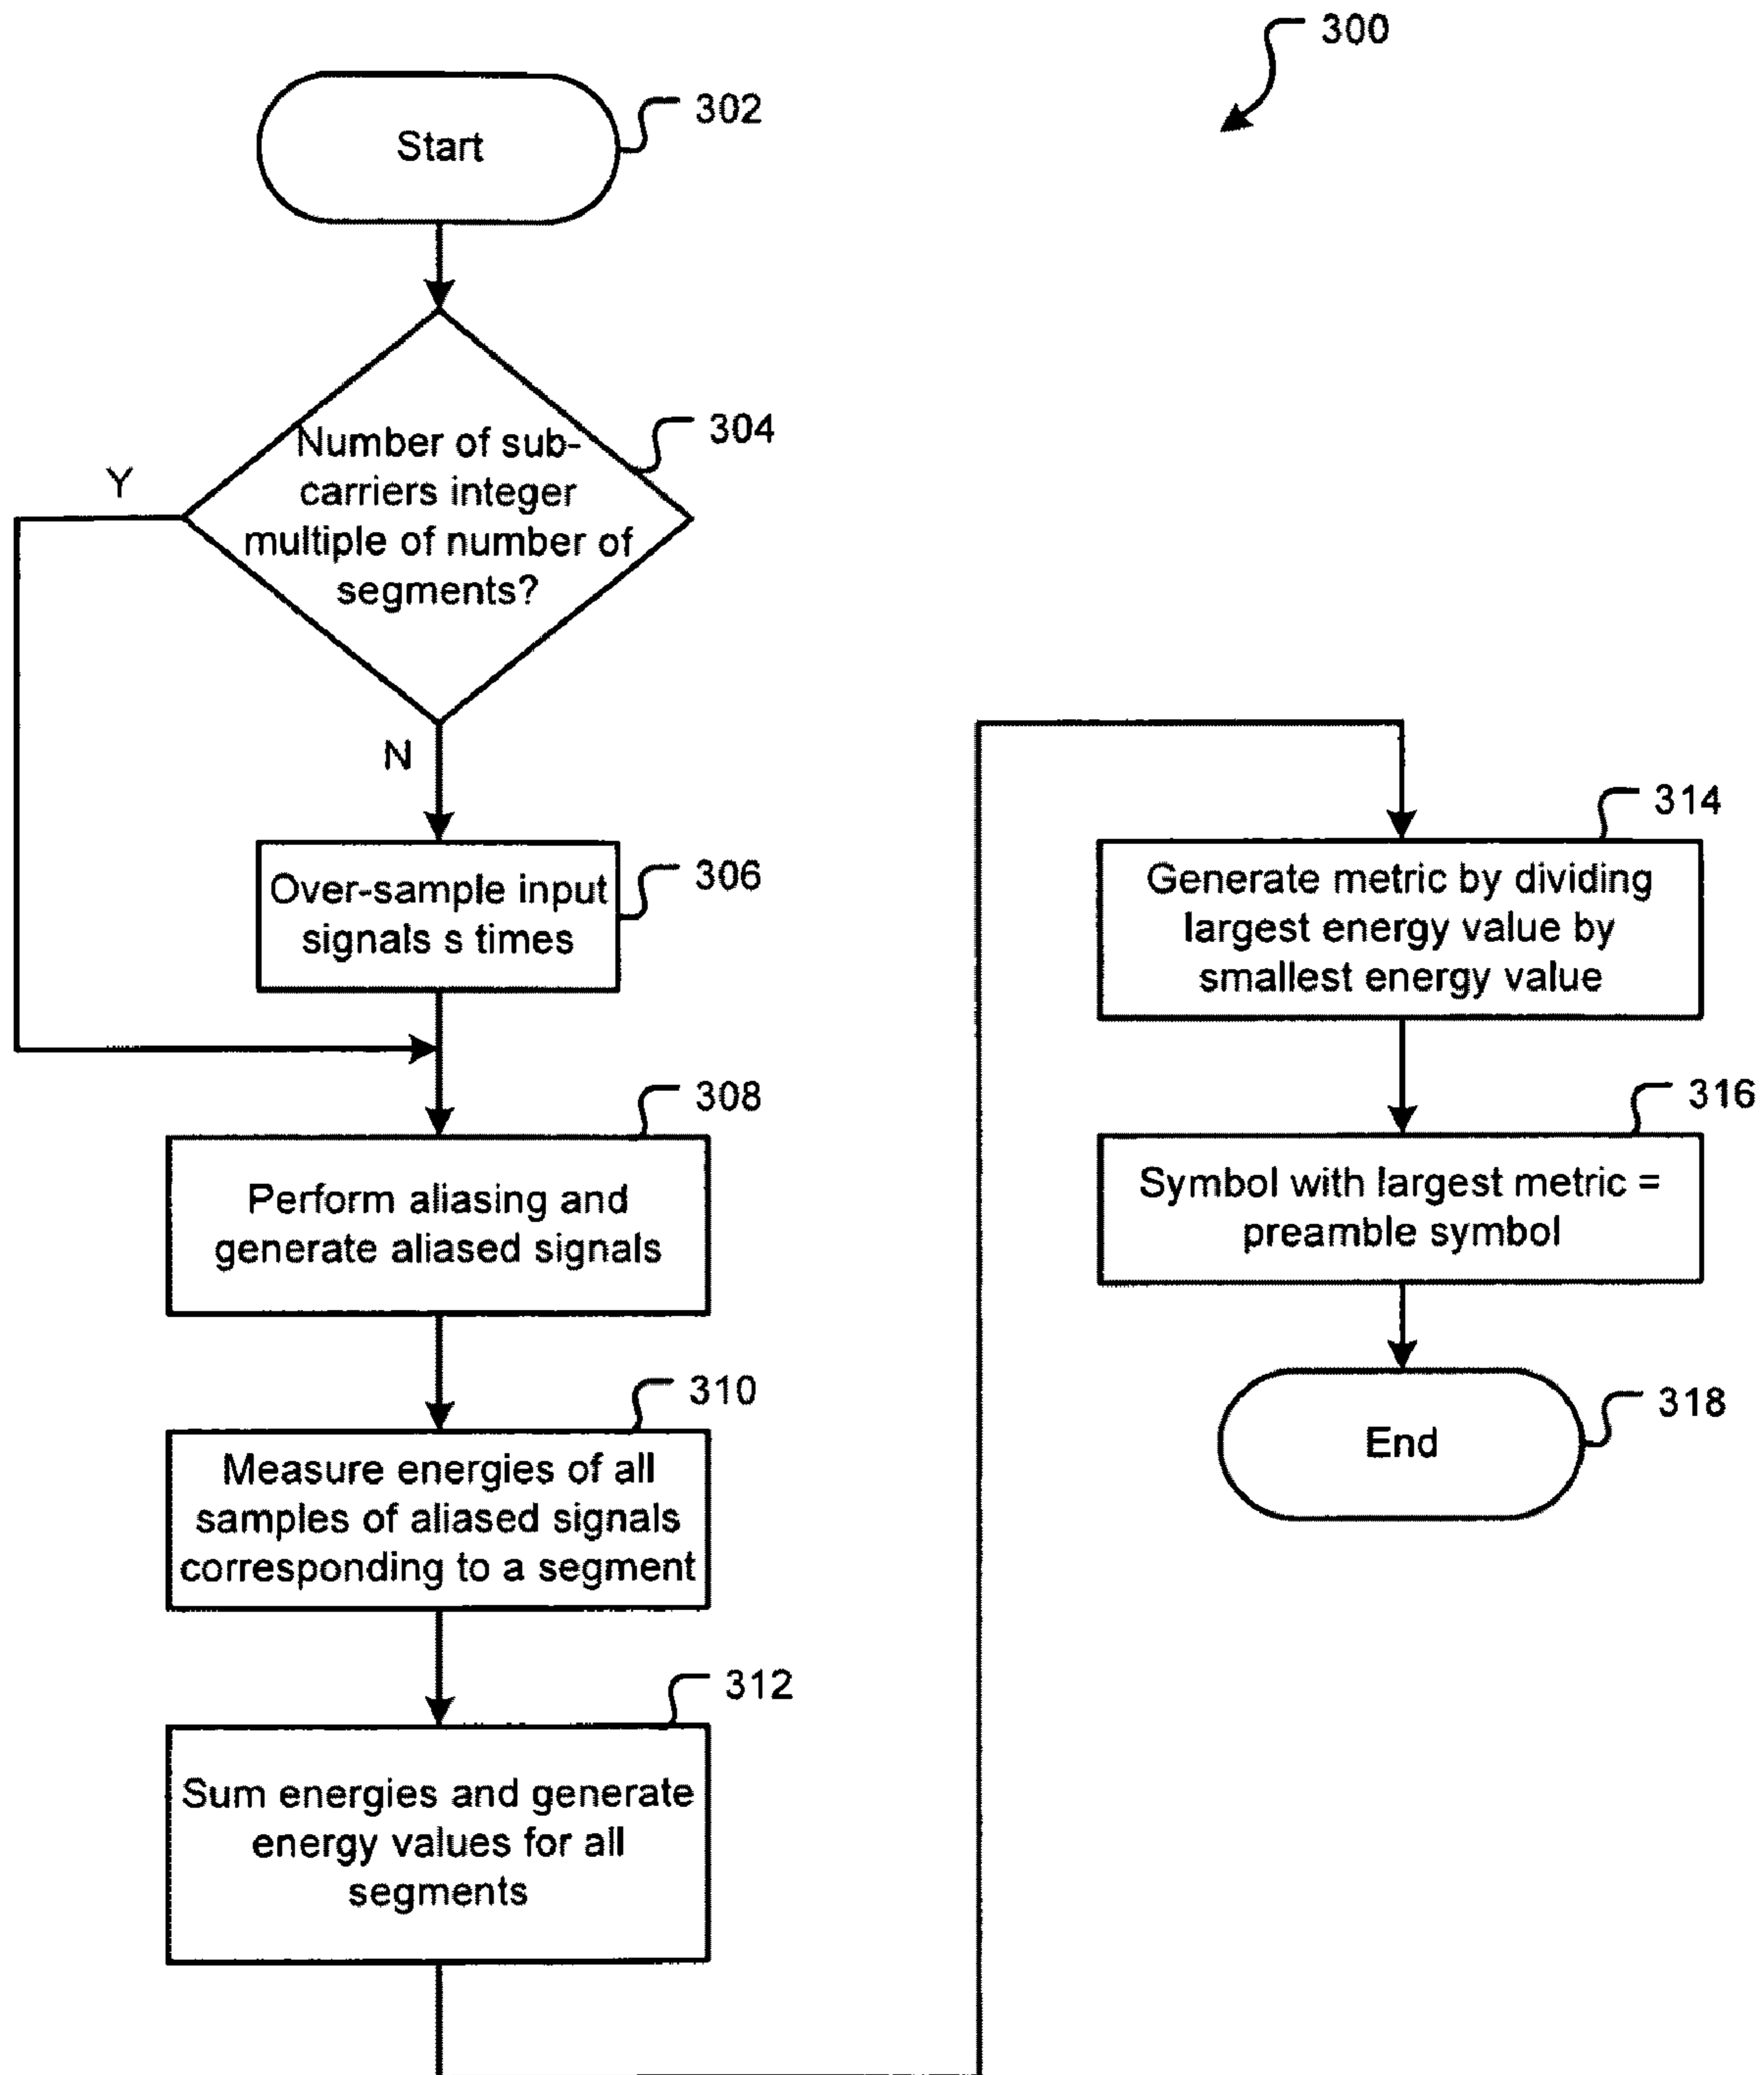 300
Start
302
Number of sub-
carriers integer
multiple of number of
segments?
304
Y
N
Over-sample input
signals s times
306
Perform aliasing and
generate aliased signals
308
Measure energies of all
samples of aliased signals
corresponding to a segment
310
Sum energies and generate
energy values for all
segments
312
Generate metric by dividing
largest energy value by
smallest energy value
314
Symbol with largest metric =
preamble symbol
316
End
318